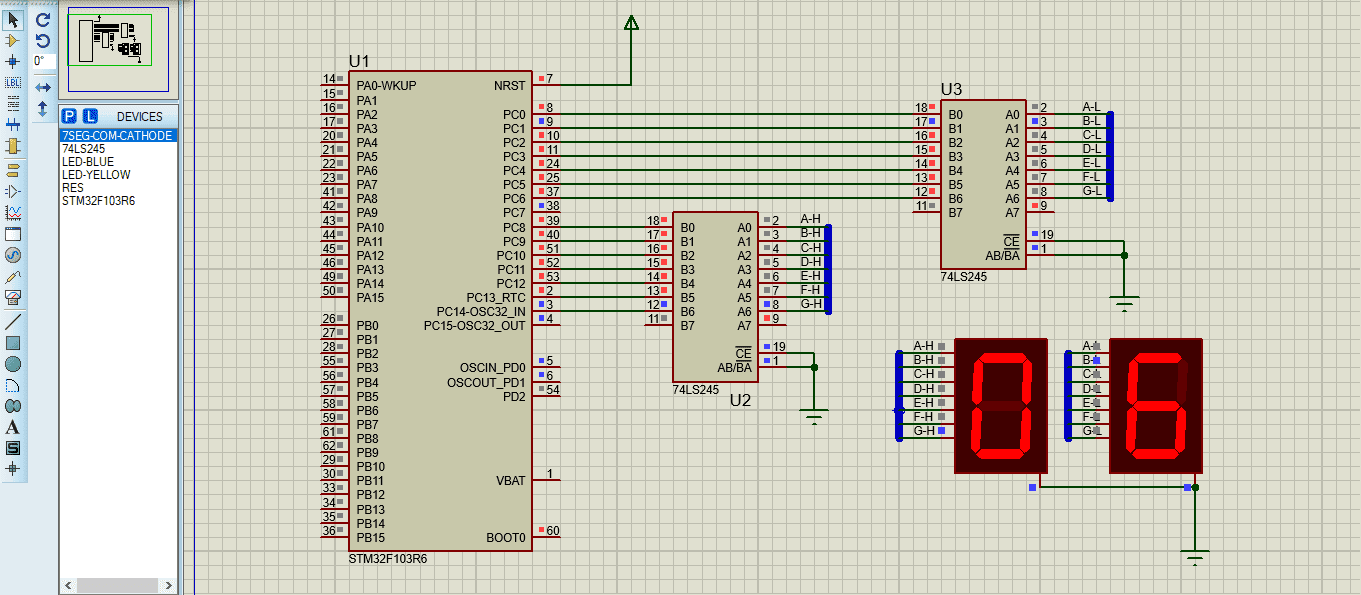 0°
LBL
P L DEVICES
7SEG-COM-CATHODE
74LS245
LED-BLUE
LED-YELLOW
RES
STM32F103R6
A
S
U1
14 PA0-WKUP
15 PA1
16 PA2
17 PA3
20 PA4
21 PA5
22 PA6
23 PA7
41 PA8
42 PA9
43 PA10
44 PA11
45 PA12
46 PA13
49 PA14
50 PA15
26 PB0
27 PB1
28 PB2
55 PB3
56 PB4
57 PB5
58 PB6
59 PB7
61 PB8
62 PB9
29 PB10
30 PB11
33 PB12
34 PB13
35 PB14
36 PB15
NRST 7
PC0 8
PC1 9
PC2 10
PC3 11
PC4 24
PC5 25
PC6 37
PC7 38
PC8 39
PC9 40
PC10 51
PC11 52
PC12 53
PC13_RTC 2
PC14-OSC32_IN 3
PC15-OSC32_OUT 4
OSCIN_PD0 5
OSCOUT_PD1 6
PD2 54
VBAT 1
BOOT0 60
STM32F103R6
18 B0 A0 2 A-H
17 B1 A1 3 B-H
16 B2 A2 4 C-H
15 B3 A3 5 D-H
14 B4 A4 6 E-H
13 B5 A5 7 F-H
12 B6 A6 8 G-H
11 B7 A7 9
CE 19
AB/BA 1
74LS245
U2
U3
18 B0 A0 2 A-L
17 B1 A1 3 B-L
16 B2 A2 4 C-L
15 B3 A3 5 D-L
14 B4 A4 6 E-L
13 B5 A5 7 F-L
12 B6 A6 8 G-L
11 B7 A7 9
CE 19
AB/BA 1
74LS245
A-H
B-H
C-H
D-H
E-H
F-H
G-H
0
A-
B-
C-
D-
E-
F-
G-
6